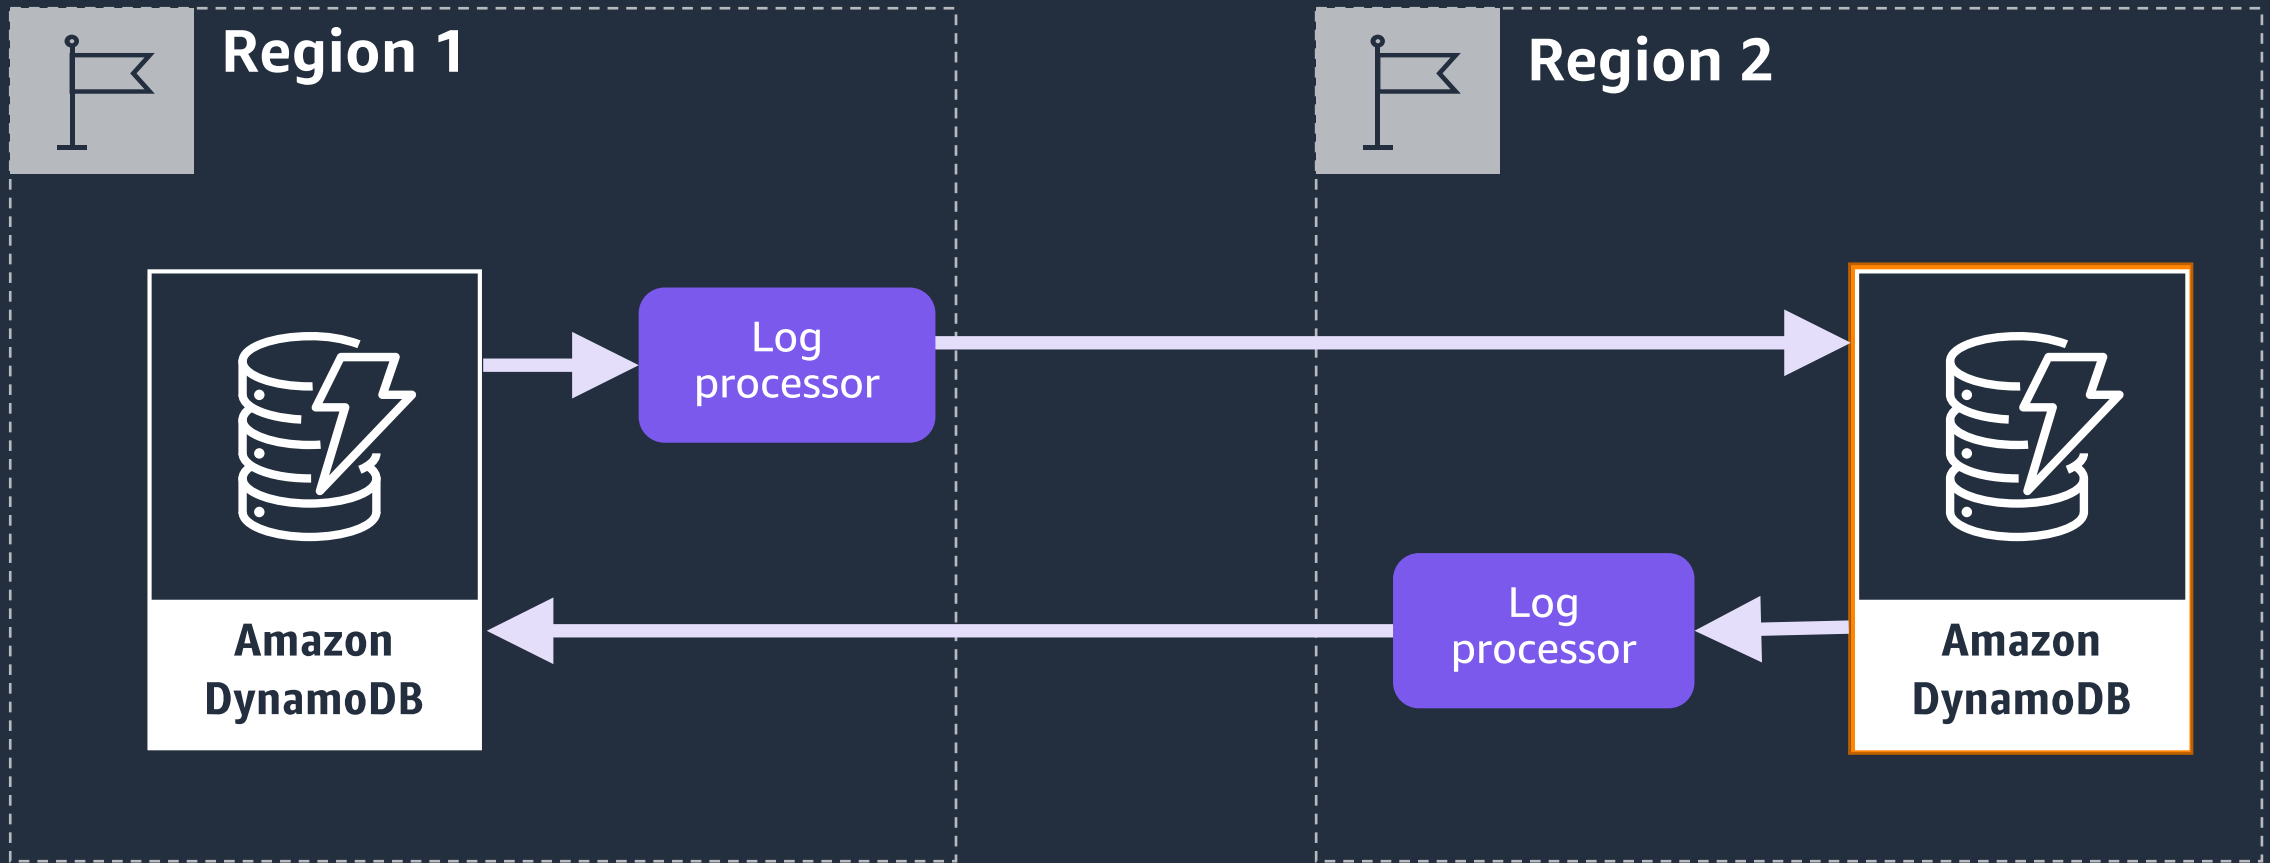 Region 1
Region 2
Log
processor
Log
processor
Amazon
DynamoDB
Amazon
DynamoDB